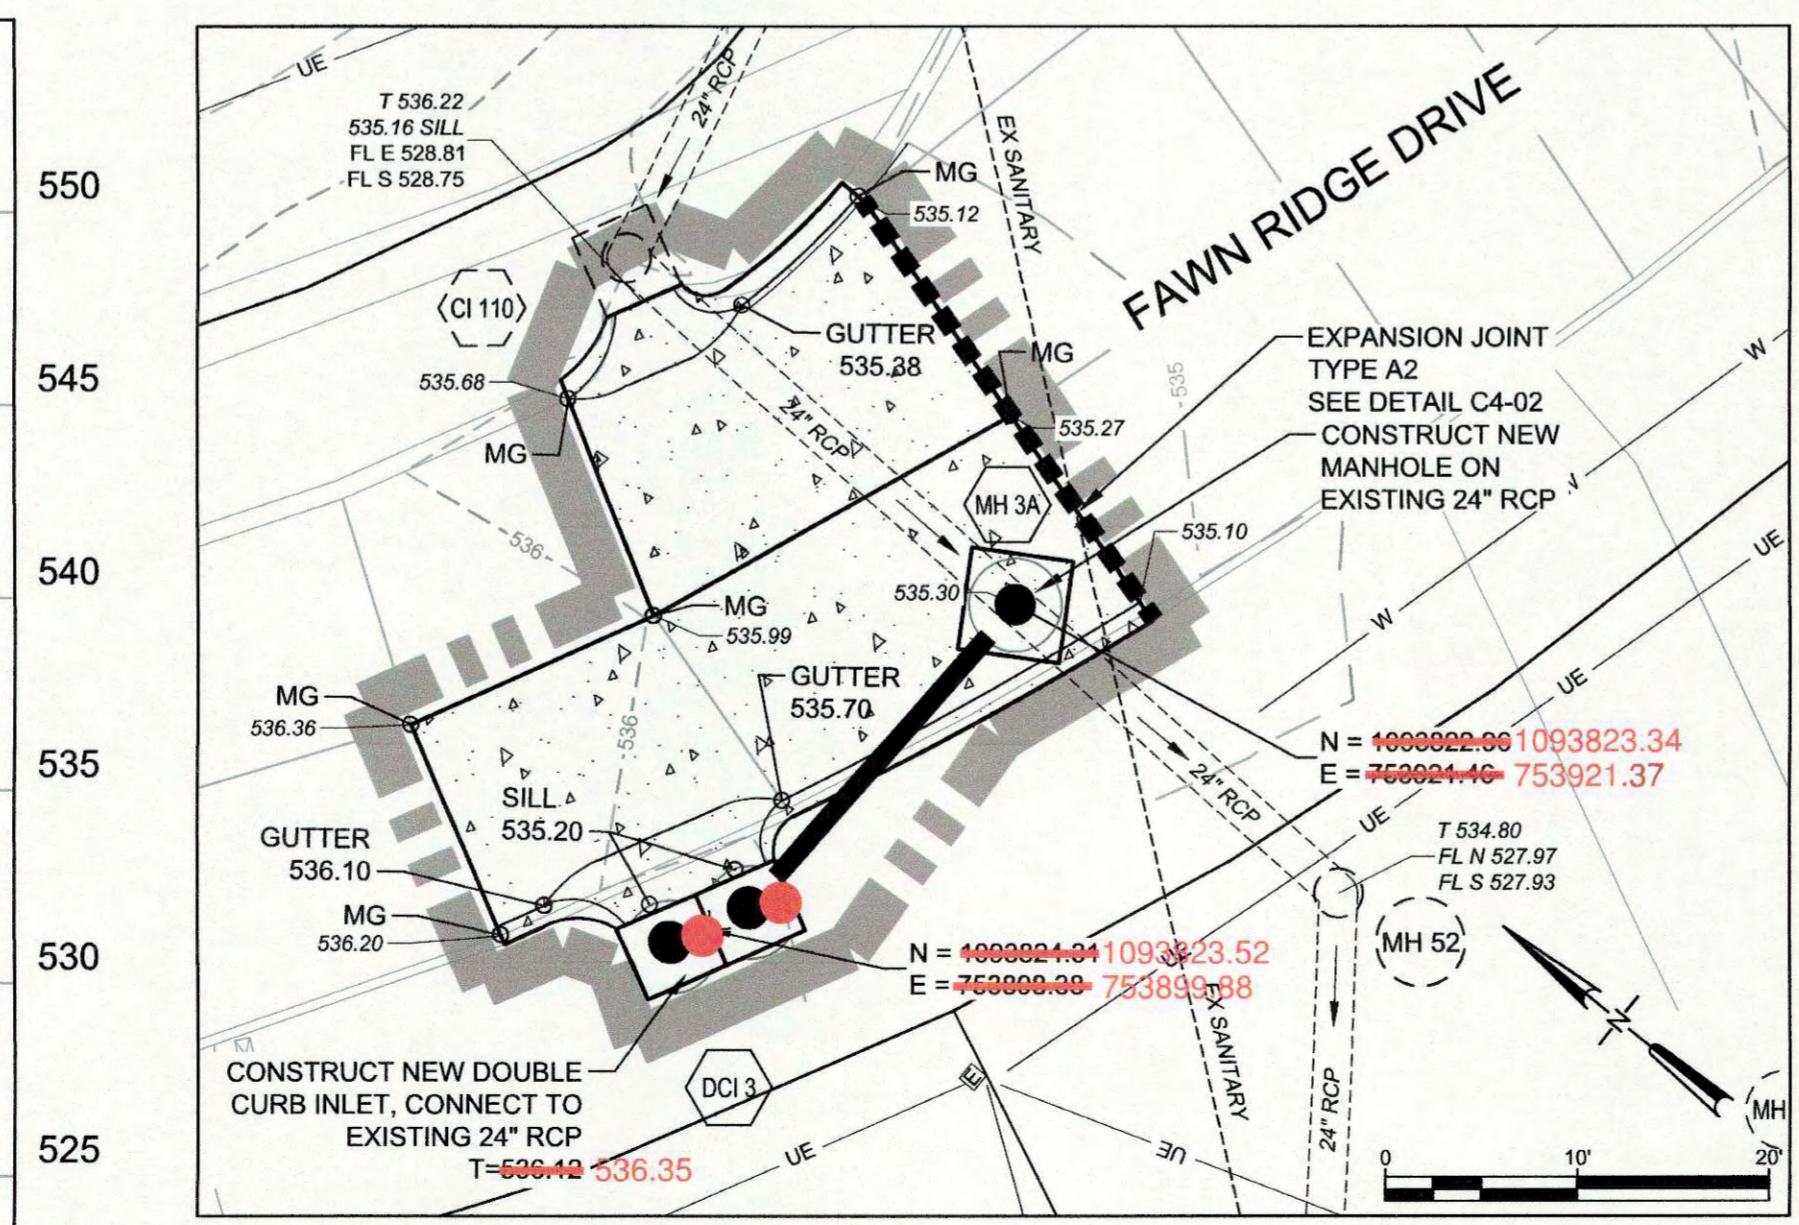 550
545
540
535
530
525
UE
24" RCP
T 536.22
535.16 SILL
FL E 528.81
FL S 528.75
EX SANITARY
MG
535.12
FAWN RIDGE DRIVE
CI 110
GUTTER
535.38
MG
535.68
MG
535.27
EXPANSION JOINT
TYPE A2
SEE DETAIL C4-02
CONSTRUCT NEW
MANHOLE ON
EXISTING 24" RCP
535
W
W
24" RCP
MH 3A
535.10
UE
536
535.30
MG
535.99
W
GUTTER
535.70
UE
MG
536.36
536
N = 1093823.34
E = 753921.37
24" RCP
UE
SILL
535.20
GUTTER
536.10
T 534.80
FL N 527.97
FL S 527.93
MG
536.20
MH 52
N = 1093824.31 1093823.52
E = 753899.88
UE
EX SANITARY
N
M
CONSTRUCT NEW DOUBLE
CURB INLET, CONNECT TO
EXISTING 24" RCP
T=536.12 536.35
DCI 3
E
UE
UE
24" RCP
MH
0 10' 20'